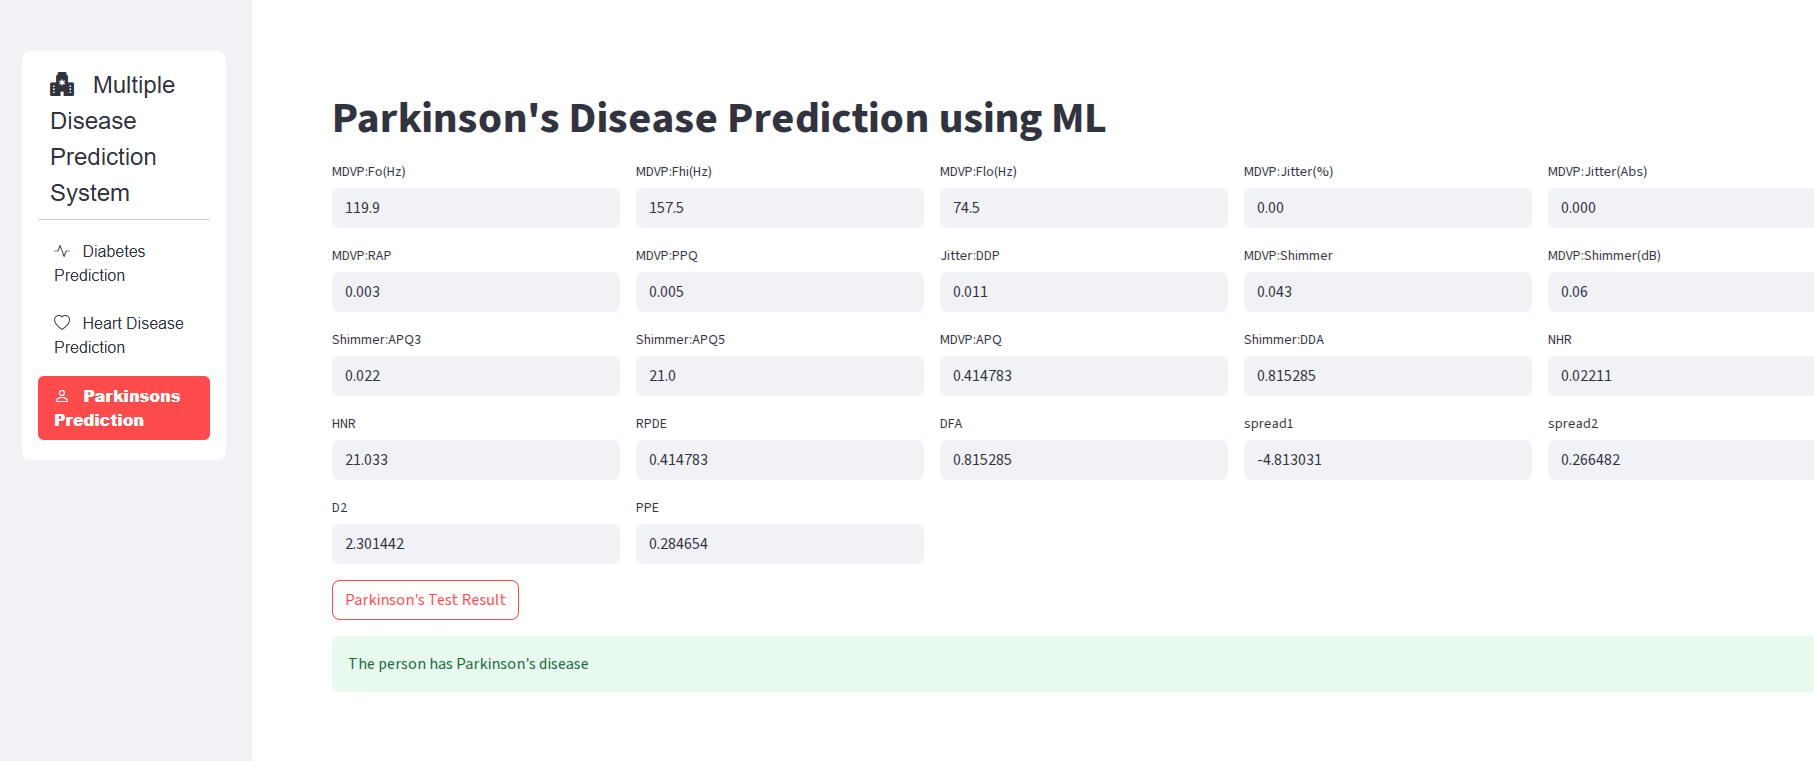 Multiple
Disease
Prediction
System
Diabetes
Prediction
Heart Disease
Prediction
Parkinsons
Prediction
Parkinson's Disease Prediction using ML
MDVP:Fo(Hz) MDVP:Fhi(Hz) MDVP:Flo(Hz) MDVP:Jitter(%) MDVP:Jitter(Abs)
119.9 157.5 74.5 0.00 0.000
MDVP:RAP MDVP:PPQ Jitter:DDP MDVP:Shimmer MDVP:Shimmer(dB)
0.003 0.005 0.011 0.043 0.06
Shimmer:APQ3 Shimmer:APQ5 MDVP:APQ Shimmer:DDA NHR
0.022 21.0 0.414783 0.815285 0.02211
HNR RPDE DFA spread1 spread2
21.033 0.414783 0.815285 -4.813031 0.266482
D2 PPE
2.301442 0.284654
Parkinson's Test Result
The person has Parkinson's disease